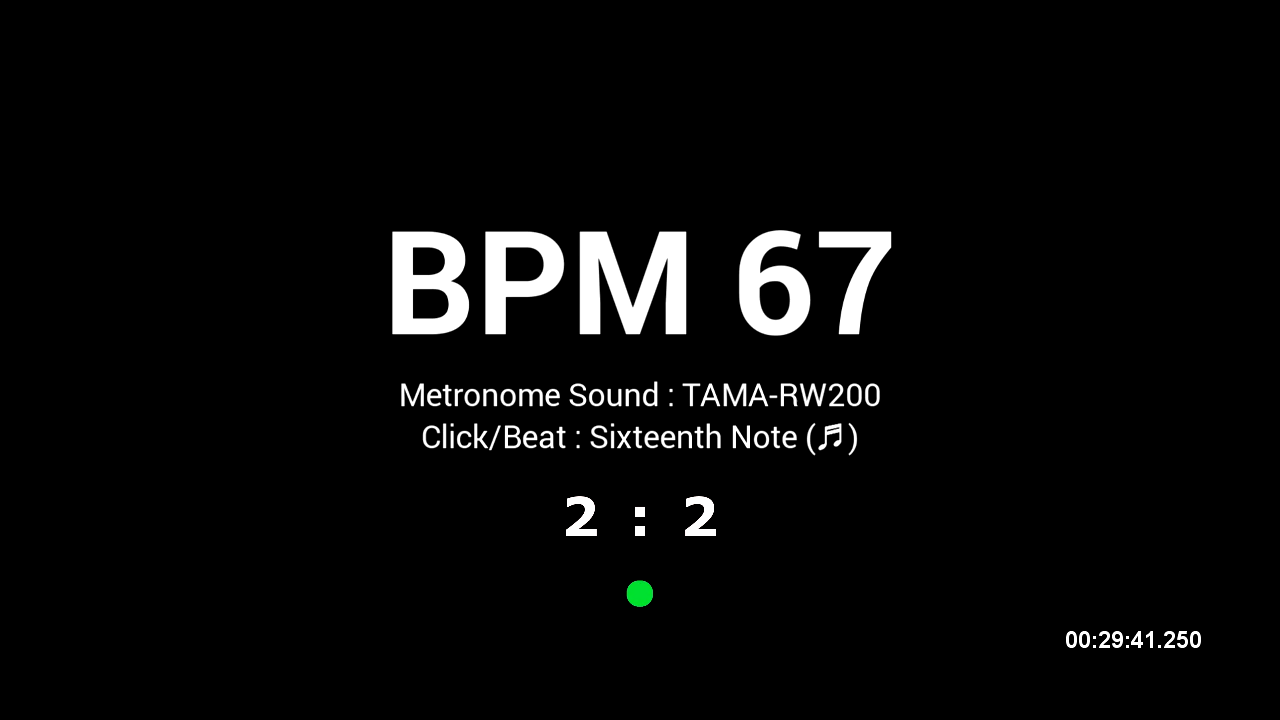 BPM 67
Metronome Sound : TAMA-RW200
Click/Beat : Sixteenth Note (♬)
2 : 2
00:29:41.250